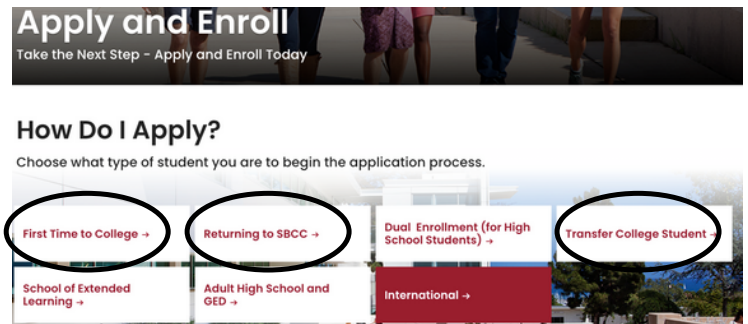 Apply and Enroll
Take the Next Step - Apply and Enroll Today
How Do I Apply?
Choose what type of student you are to begin the application process.
First Time to College →
Returning to SBCC →
Dual Enrollment (for High
School Students) →
Transfer College Student →
School of Extended
Learning →
Adult High School and
GED →
International →